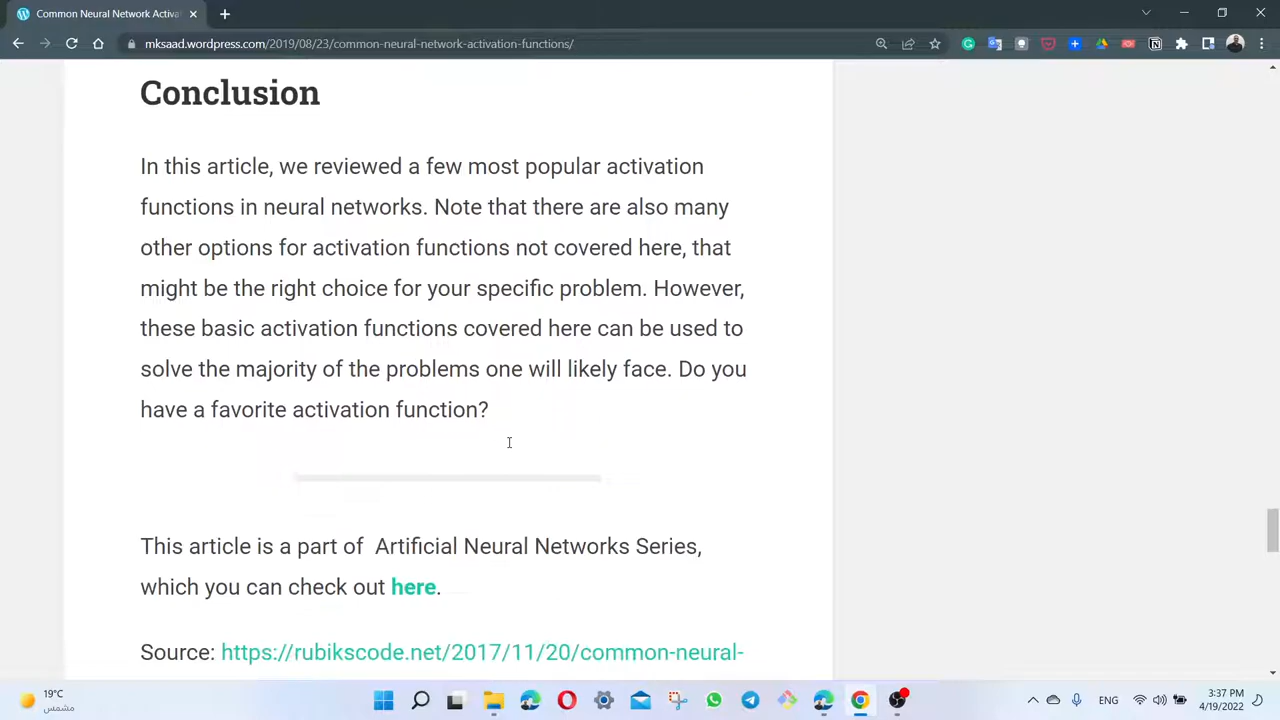 Common Neural Network Activa
mksaad.wordpress.com/2019/08/23/common-neural-network-activation-functions/
Conclusion
In this article, we reviewed a few most popular activation
functions in neural networks. Note that there are also many
other options for activation functions not covered here, that
might be the right choice for your specific problem. However,
these basic activation functions covered here can be used to
solve the majority of the problems one will likely face. Do you
have a favorite activation function?
This article is a part of Artificial Neural Networks Series,
which you can check out here.
Source: https://rubikscode.net/2017/11/20/common-neural-
19°C
مشمس
ENG
3:37 PM
4/19/2022